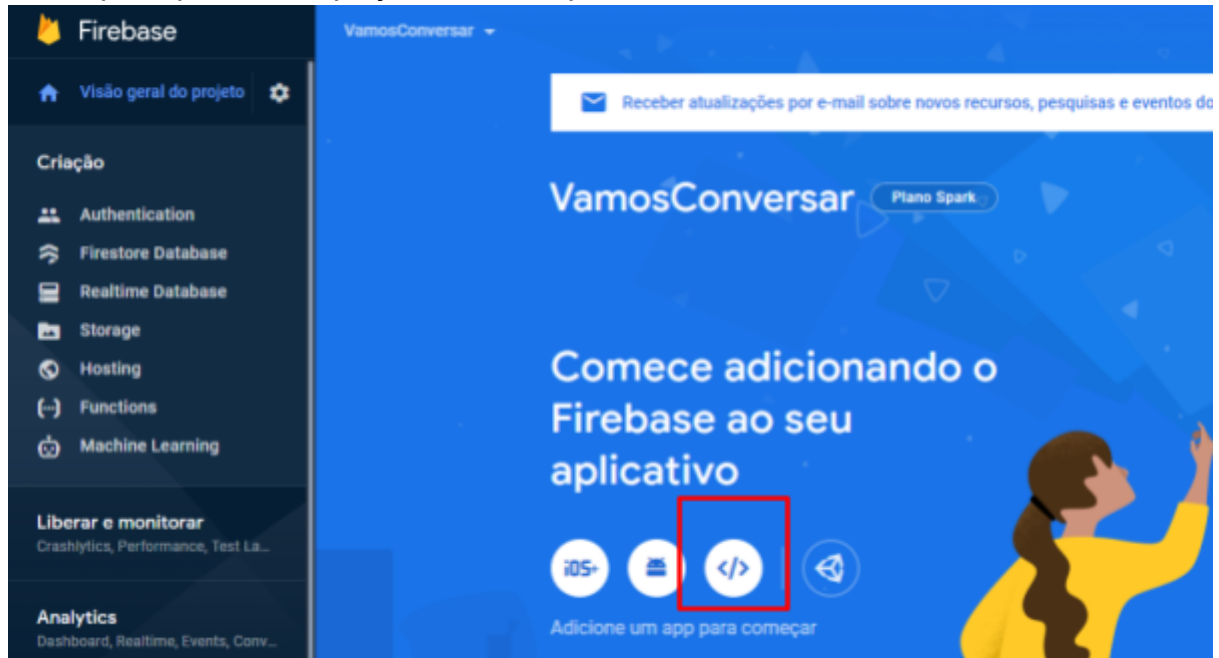 Firebase
VamosConversar
Visão geral do projeto
Receber atualizações por e-mail sobre novos recursos, pesquisas e eventos do
Criação
Authentication
Firestore Database
Realtime Database
Storage
Hosting
Functions
Machine Learning
Liberar e monitorar
Crashlytics, Performance, Test La...
Analytics
Dashboard, Realtime, Events, Conv...
VamosConversar
Plano Spark
Comece adicionando o
Firebase ao seu
aplicativo
iOS+
</>
Adicione um app para começar